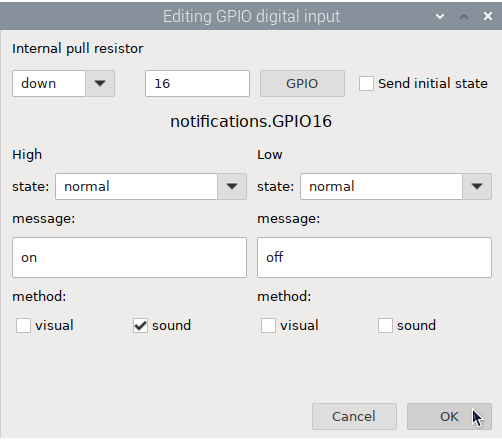 Editing GPIO digital input
Internal pull resistor
down 16 GPIO Send initial state
notifications.GPIO16
High Low
state: normal state: normal
message: message:
on off
method: method:
visual sound visual sound
Cancel OK